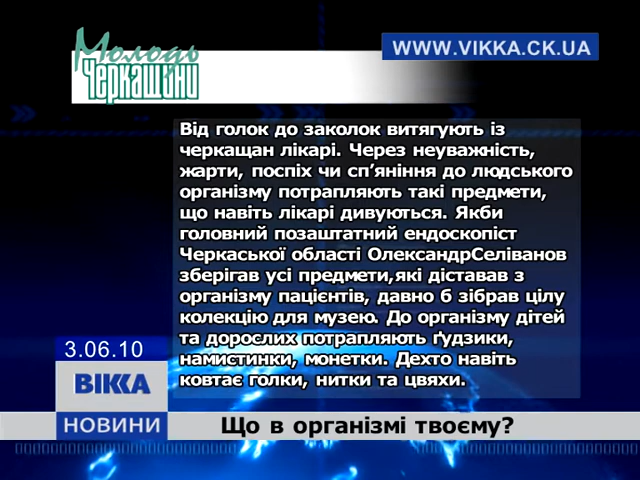 Молодь
Черкащини
WWW.VIKKA.CK.UA
Від голок до заколок витягують із
черкащан лікарі. Через неуважність,
жарти, поспіх чи сп’яніння до людського
організму потрапляють такі предмети,
що навіть лікарі дивуються. Якби
головний позаштатний ендоскопіст
Черкаської області ОлександрСеліванов
зберігав усі предмети,які діставав з
організму пацієнтів, давно б зібрав цілу
колекцію для музею. До організму дітей
та дорослих потрапляють ґудзики,
намистинки, монетки. Дехто навіть
ковтає голки, нитки та цвяхи.
3.06.10
ВІККА
НОВИНИ
Що в організмі твоєму?